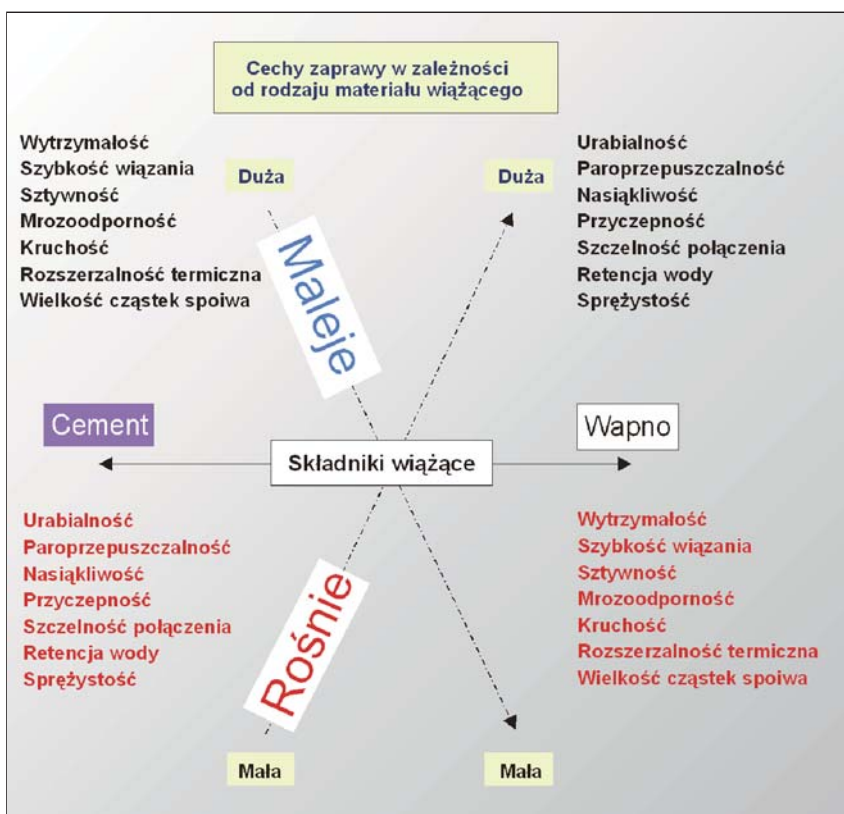 Cechy zaprawy w zależności
od rodzaju materiału wiążącego
Wytrzymałość
Szybkość wiązania
Sztywność
Mrozoodporność
Kruchość
Rozszerzalność termiczna
Wielkość cząstek spoiwa
Duża
Duża
Urabialność
Paroprzepuszczalność
Nasiąkliwość
Przyczepność
Szczelność połączenia
Retencja wody
Sprężystość
Maleje
Cement
Składniki wiążące
Wapno
Urabialność
Paroprzepuszczalność
Nasiąkliwość
Przyczepność
Szczelność połączenia
Retencja wody
Sprężystość
Rośnie
Wytrzymałość
Szybkość wiązania
Sztywność
Mrozoodporność
Kruchość
Rozszerzalność termiczna
Wielkość cząstek spoiwa
Mała
Mała